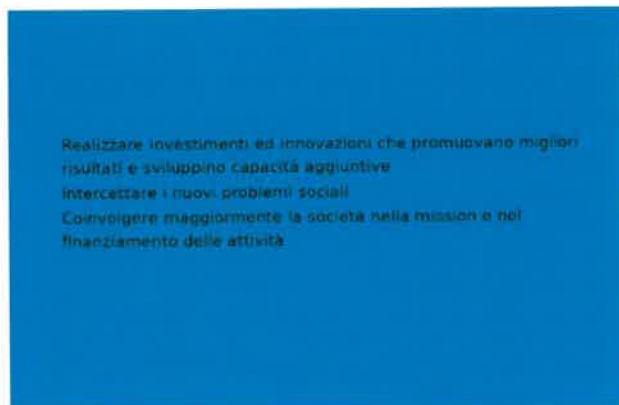 Realizzare investimenti ed innovazioni che promuovano migliori
risultati e sviluppino capacità aggiuntive
Intercettare i nuovi problemi sociali
Coinvolgere maggiormente la società nella mission e nel
finanziamento delle attività